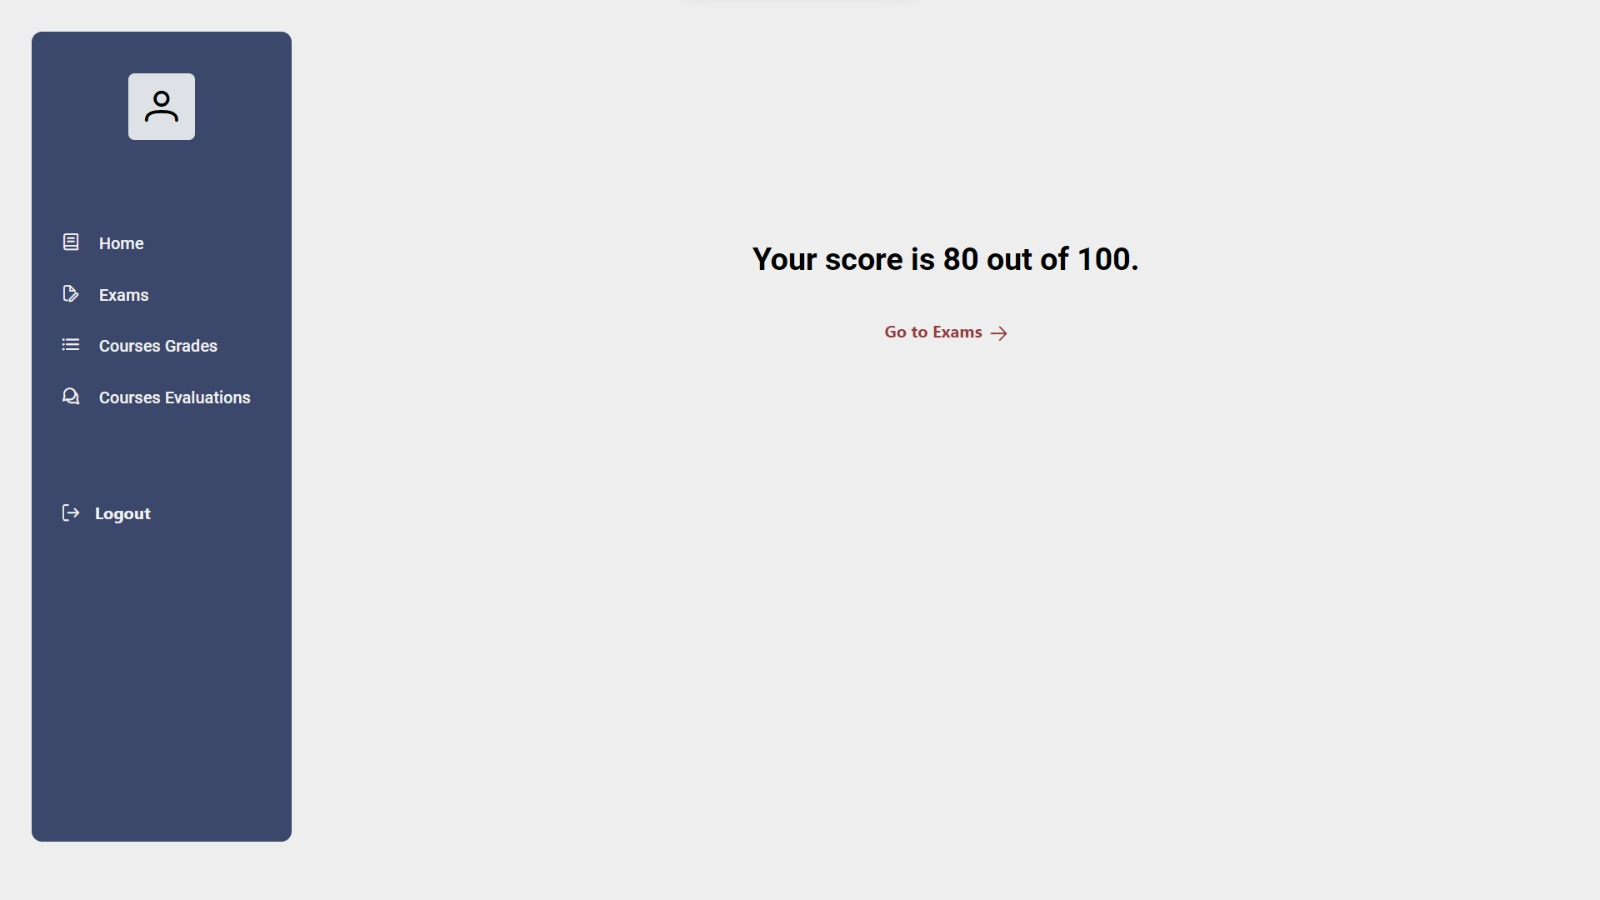 Home
Exams
Courses Grades
Courses Evaluations
Logout
Your score is 80 out of 100.
Go to Exams